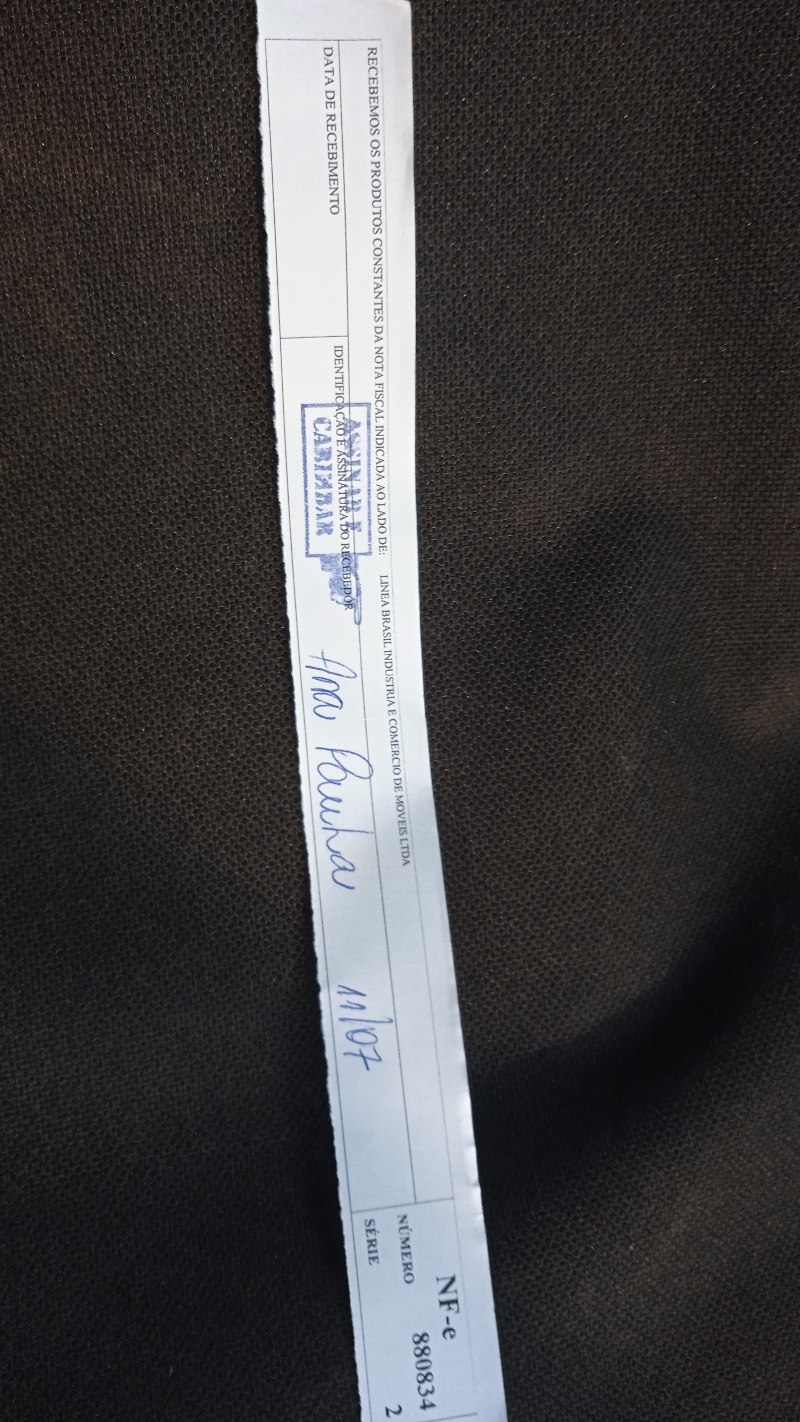 RECEBEMOS OS PRODUTOS CONSTANTES DA NOTA FISCAL INDICADA AO LADO DE: LINEA BRASIL INDUSTRIA E COMERCIO DE MOVEIS LTDA
DATA DE RECEBIMENTO
IDENTIFICAÇÃO E ASSINATURA DO RECEBEDOR
ASSINAR E
CARIMBAR
Ana Paula 11/07
NF-e
NÚMERO 880834
SÉRIE 2